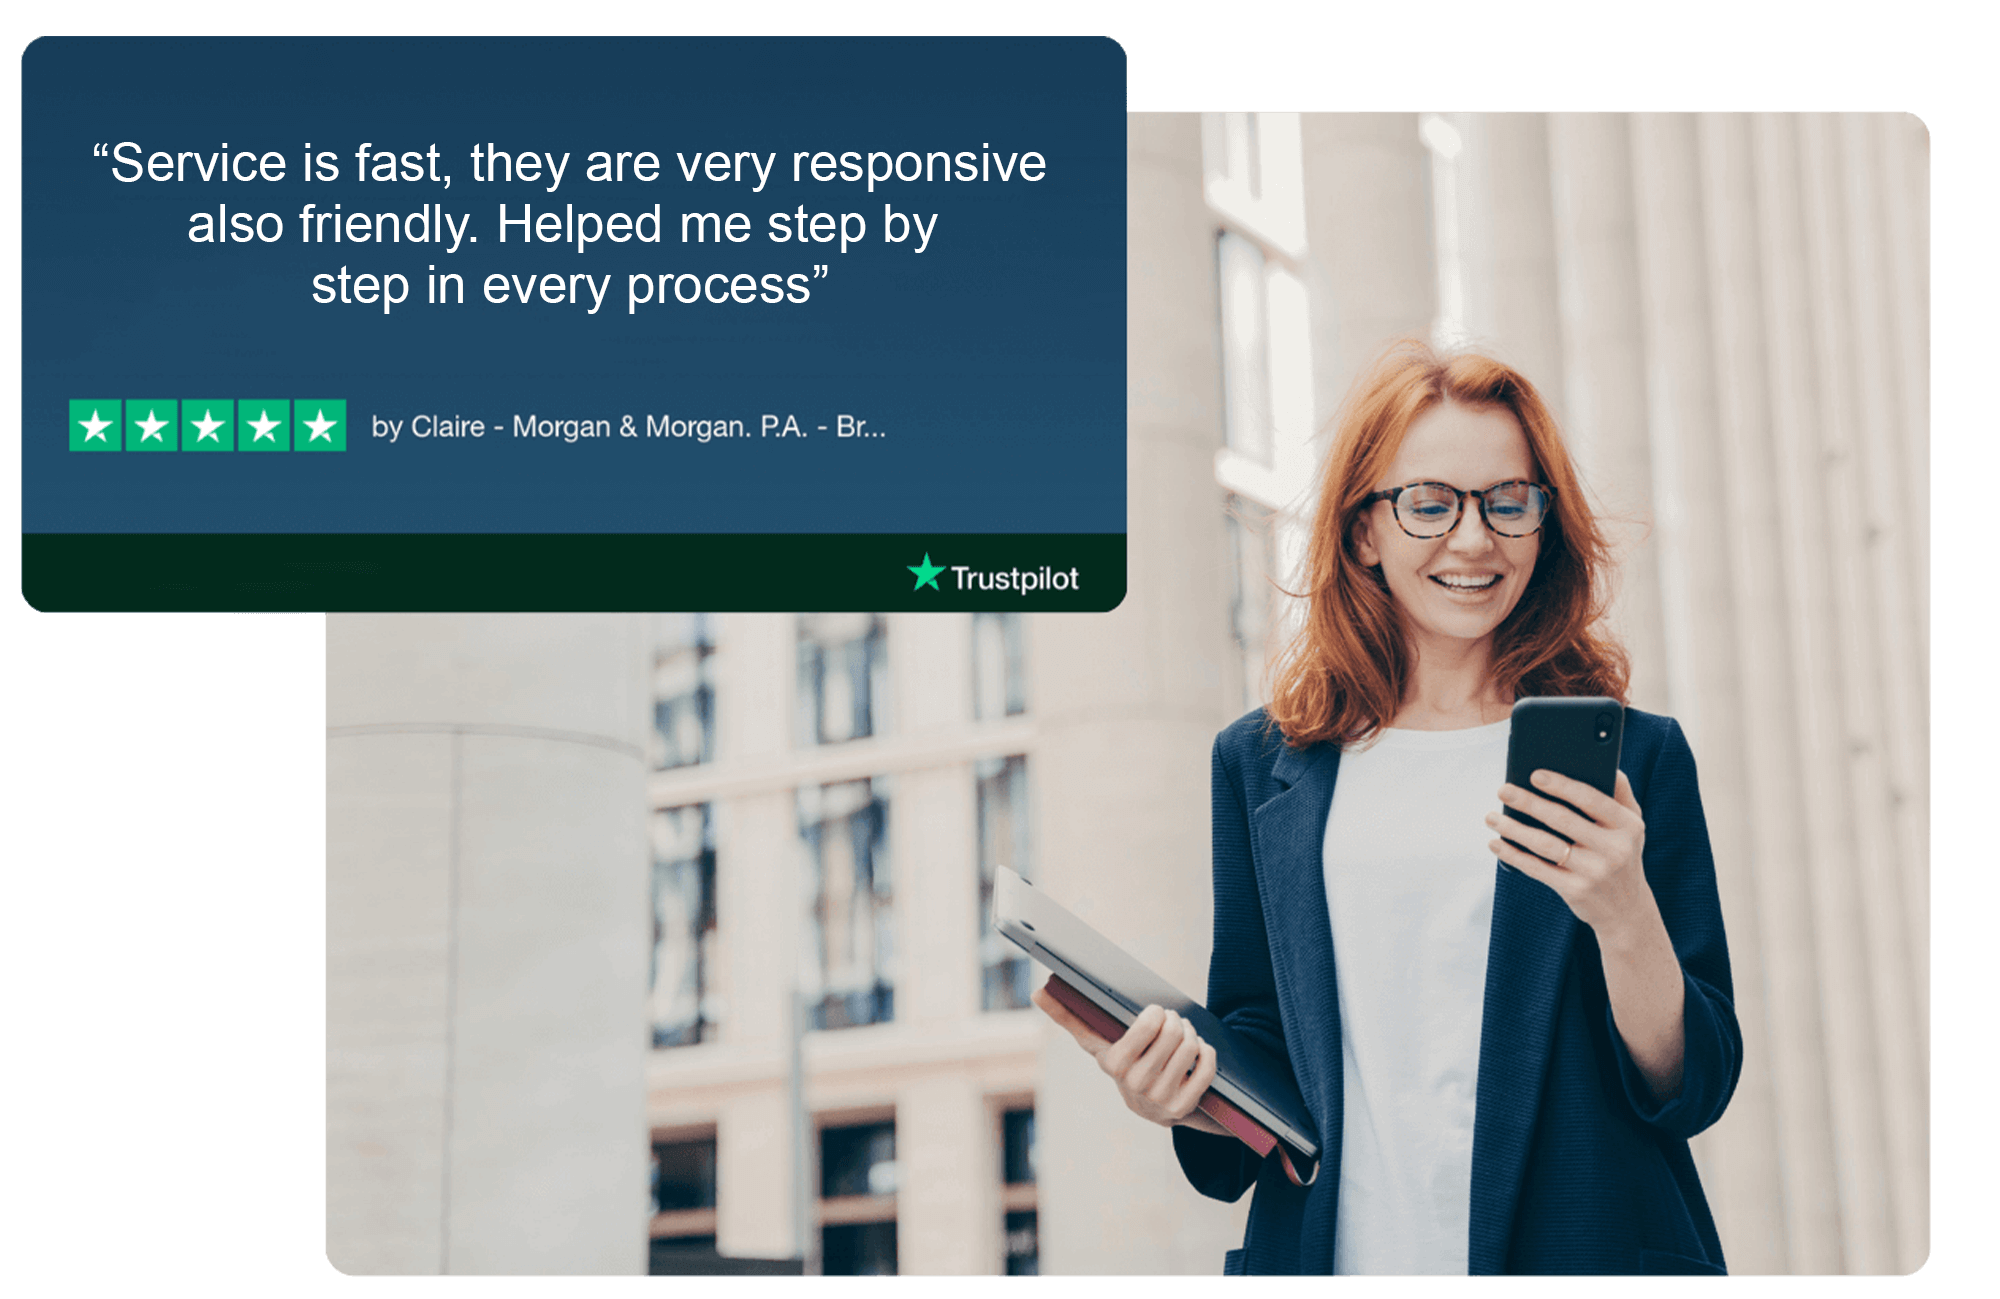 “Service is fast, they are very responsive
also friendly. Helped me step by
step in every process”
by Claire - Morgan & Morgan. P.A. - Br...
Trustpilot